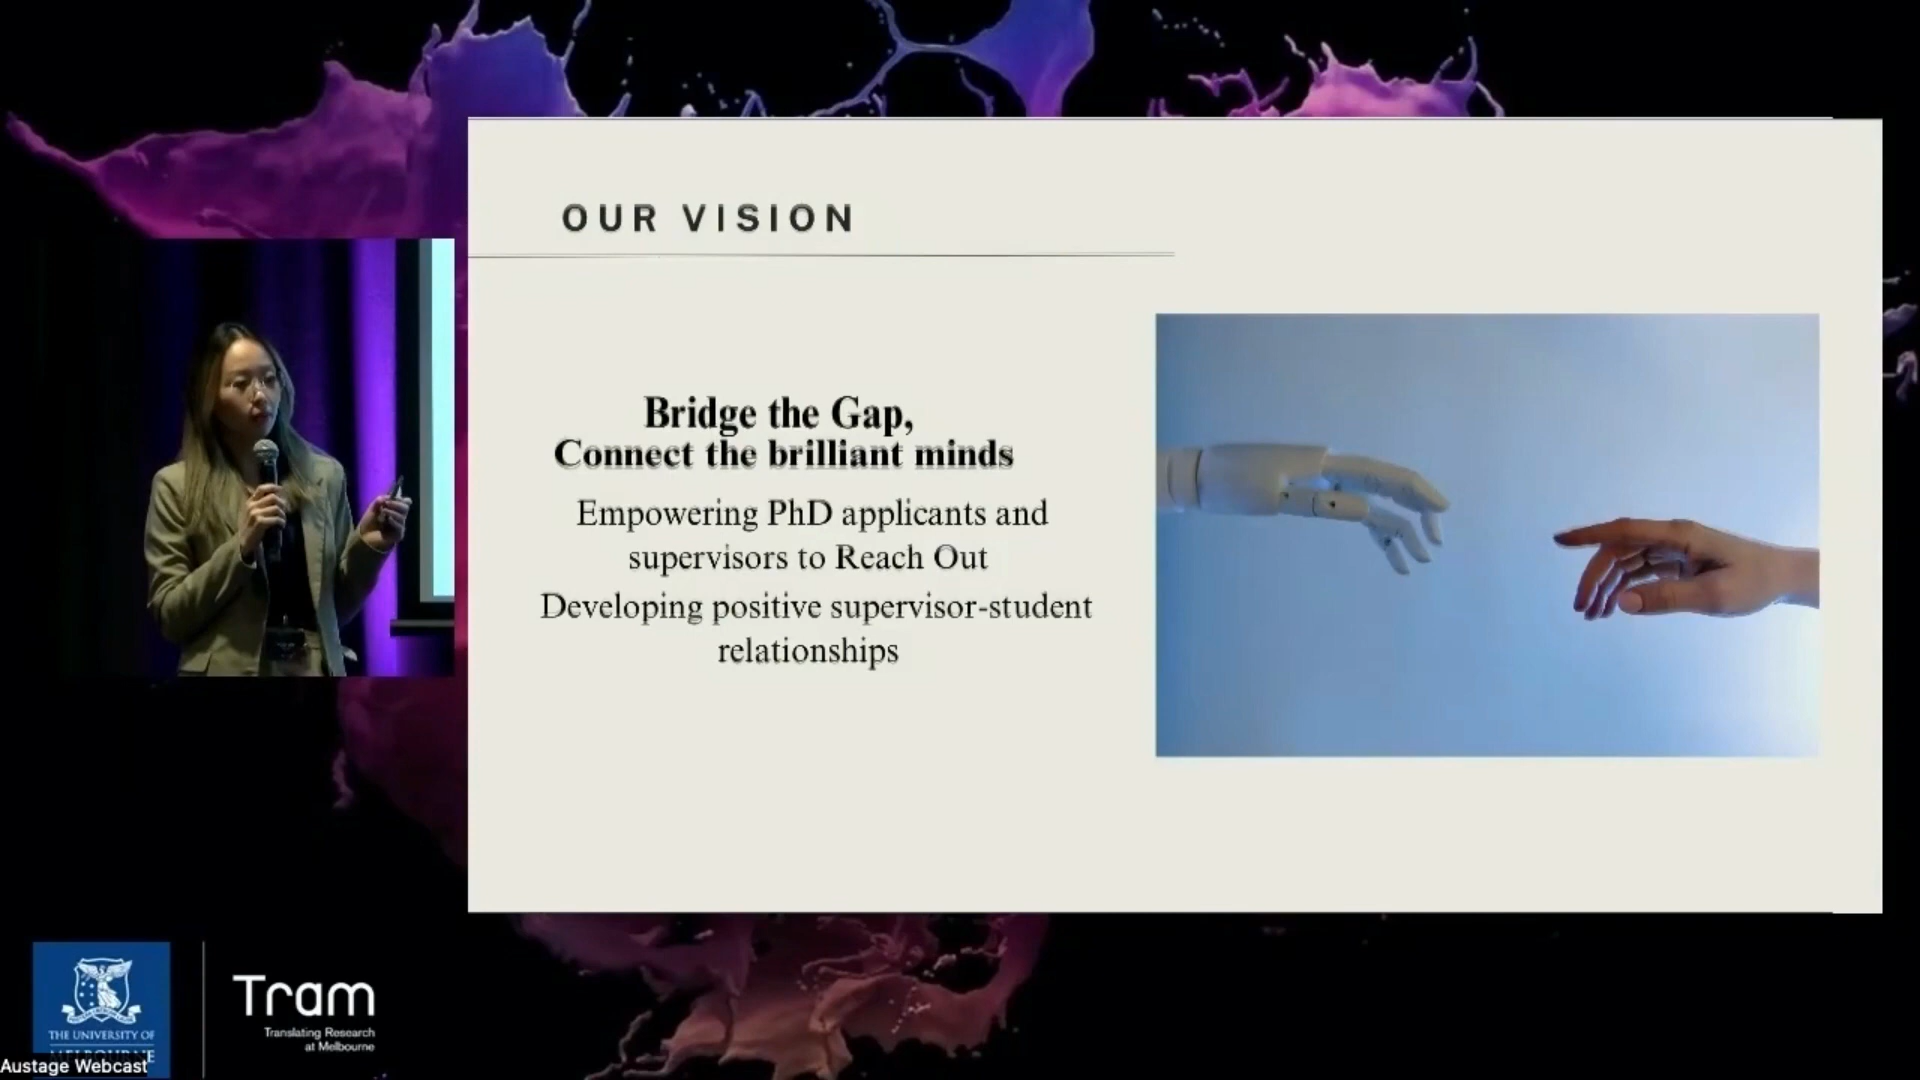 OUR VISION
Bridge the Gap,
Connect the brilliant minds
Empowering PhD applicants and
supervisors to Reach Out
Developing positive supervisor-student
relationships
THE UNIVERSITY OF
MELBOURNE
Austage Webcast
Tram
Translating Research
at Melbourne